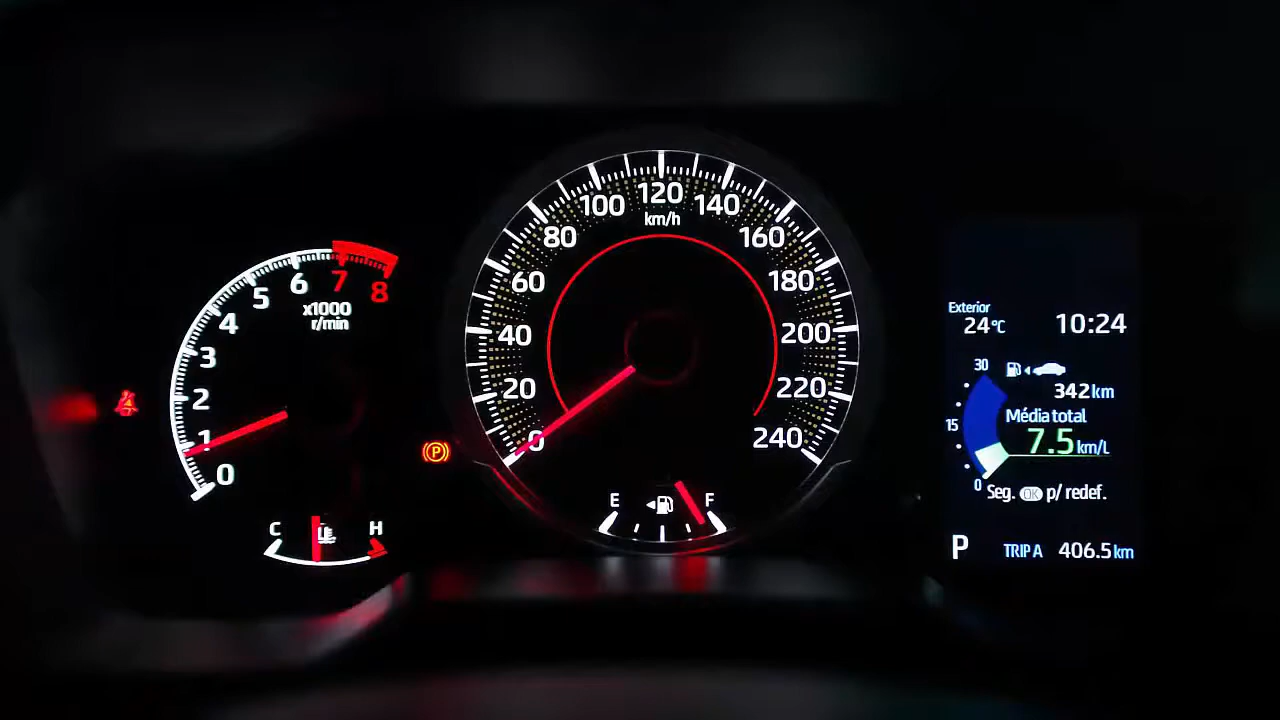 0
1
2
3
4
5
6
7
8
x1000
r/min
C
H
P
0
20
40
60
80
100
120
140
160
180
200
220
240
km/h
E
F
Exterior
24°C
10:24
30
15
0
342km
Média total
7.5 km/L
Seg. OK p/ redef.
P
TRIP A 406.5 km